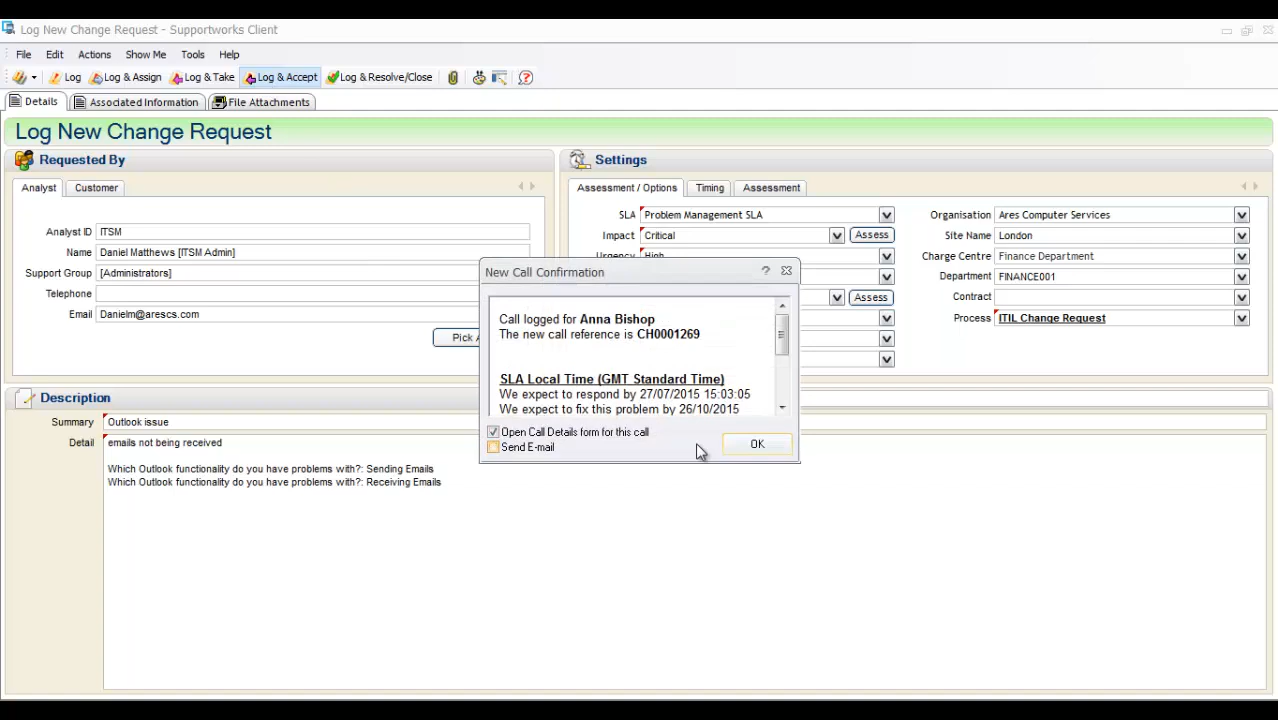 Log New Change Request - Supportworks Client
File Edit Actions Show Me Tools Help
Log Log & Assign Log & Take Log & Accept Log & Resolve/Close
Details Associated Information File Attachments
Log New Change Request
Requested By
Analyst Customer
Analyst ID ITSM
Name Daniel Matthews [ITSM Admin]
Support Group [Administrators]
Telephone
Email Danielm@arescs.com
Pick
Settings
Assessment / Options Timing Assessment
SLA Problem Management SLA
Impact Critical Assess
Urgency High
Assess
Organisation Ares Computer Services
Site Name London
Charge Centre Finance Department
Department FINANCE001
Contract
Process ITIL Change Request
New Call Confirmation
Call logged for Anna Bishop
The new call reference is CH0001269
SLA Local Time (GMT Standard Time)
We expect to respond by 27/07/2015 15:03:05
We expect to fix this problem by 26/10/2015
Open Call Details form for this call
Send E-mail
OK
Description
Summary Outlook issue
Detail emails not being received
Which Outlook functionality do you have problems with?: Sending Emails
Which Outlook functionality do you have problems with?: Receiving Emails